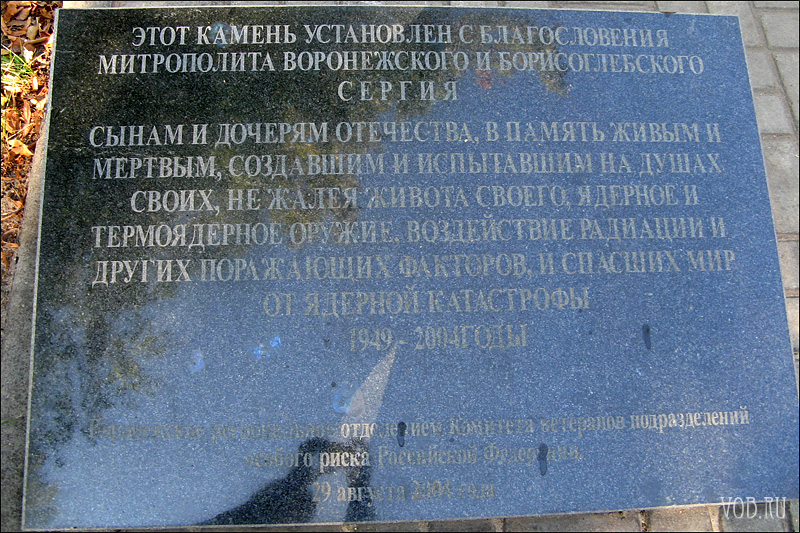 ЭТОТ КАМЕНЬ УСТАНОВЛЕН С БЛАГОСЛОВЕНИЯ
МИТРОПОЛИТА ВОРОНЕЖСКОГО И БОРИСОГЛЕБСКОГО
СЕРГИЯ
СЫНАМ И ДОЧЕРЯМ ОТЕЧЕСТВА, В ПАМЯТЬ ЖИВЫМ И
МЕРТВЫМ, СОЗДАВШИМ И ИСПЫТАВШИМ НА ДУШАХ
СВОИХ, НЕ ЖАЛЕЯ ЖИВОТА СВОЕГО, ЯДЕРНОЕ И
ТЕРМОЯДЕРНОЕ ОРУЖИЕ, ВОЗДЕЙСТВИЕ РАДИАЦИИ И
ДРУГИХ ПОРАЖАЮЩИХ ФАКТОРОВ, И СПАСШИХ МИР
ОТ ЯДЕРНОЙ КАТАСТРОФЫ
1949 - 2004ГОДЫ
отделением Комитета ветеранов подразделений
особого риска Российской Федерации.
29 августа 2004 года
VOB.RU